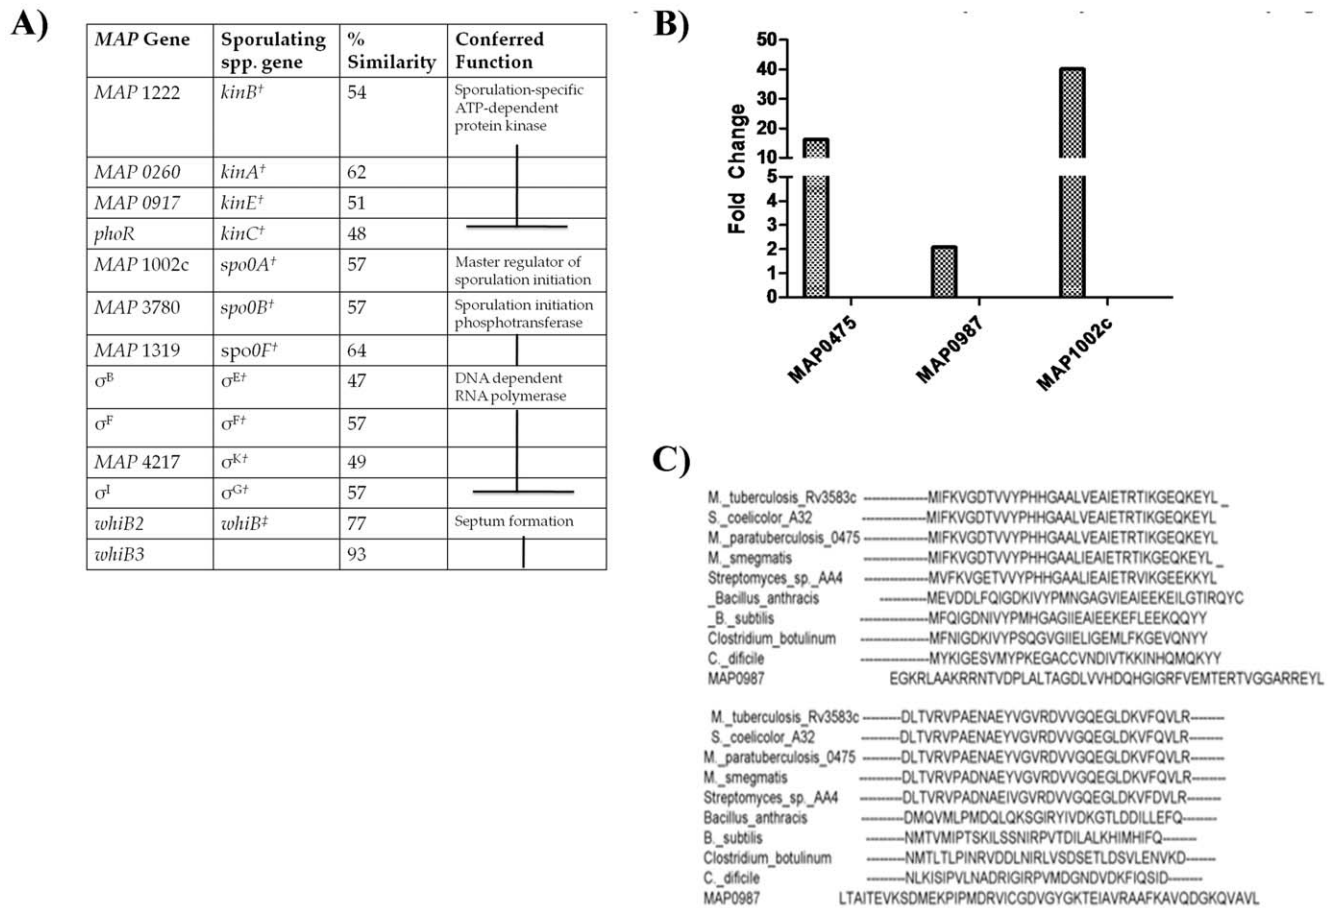 A)
MAP Gene Sporulating spp. gene % Similarity Conferred Function
MAP 1222 kinB† 54 Sporulation-specific ATP-dependent protein kinase
MAP 0260 kinA† 62
MAP 0917 kinE† 51
phoR kinC† 48
MAP 1002c spo0A† 57 Master regulator of sporulation initiation
MAP 3780 spo0B† 57 Sporulation initiation phosphotransferase
MAP 1319 spo0F† 64
σB σE† 47 DNA dependent RNA polymerase
σF σF† 57
MAP 4217 σK† 49
σI σG† 57
whiB2 whiB‡ 77 Septum formation
whiB3 93
B)
Fold Change
50
40
30
20
10
5
4
3
2
1
0
MAP0475
MAP0987
MAP1002c
C)
M._tuberculosis_Rv3583c --------------MIFKVGDTVVYPHHGAALVEAIETRTIKGEQKEYL _
S._coelicolor_A32 --------------MIFKVGDTVVYPHHGAALVEAIETRTIKGEQKEYL
M._paratuberculosis_0475 --------------MIFKVGDTVVYPHHGAALVEAIETRTIKGEQKEYL
M._smegmatis --------------MIFKVGDTVVYPHHGAALIEAIETRTIKGEQKEYL _
Streptomyces_sp._AA4 --------------MVFKVGETVVYPHHGAALIEAIETRVIKGEEKKYL
_Bacillus_anthracis ----------MEVDDLFQIGDKIVYPMNGAGVIEAIEEKEILGTIRQYC
_B._subtilis ---------------MFQIGDNIVYPMHGAGIIEAIEEKEFLEEKQQYY
Clostridium_botulinum --------------MFNIGDKIVYPSQGVGIIELIGEMLFKGEVQNYY
C._dificile --------------MYKIGESVMYPKEGACCVNDIVTKKINHQMQKYY
MAP0987 EGKRLAAKRRNTVDPLALTAGDLVVHDQHGIGRFVEMTERTVGGARREYL
M._tuberculosis_Rv3583c --------DLTVRVPAENAEYVGVRDVVGQEGLDKVFQVLR-------
S._coelicolor_A32 --------DLTVRVPAENAEYVGVRDVVGQEGLDKVFQVLR-------
M._paratuberculosis_0475 --------DLTVRVPAENAEYVGVRDVVGQEGLDKVFQVLR-------
M._smegmatis --------DLTVRVPADNAEYVGVRDVVGQEGLDKVFQVLR-------
Streptomyces_sp._AA4 --------DLTVRVPADNAEIVGVRDVVGQEGLDKVFDVLR-------
Bacillus_anthracis --------DMQVMLPMDQLQKSGIRYIVDKGTLDDILLEFQ-------
B._subtilis --------NMTVMIPTSKILSSNIRPVTDILALKHIMHIFQ-------
Clostridium_botulinum --------NMTLTLPINRVDDLNIRLVSDSETLDSVLENVKD------
C._dificile --------NLKISIPVLNADRIGIRPVMDGNDVDKFIQSID-------
MAP0987 LTAITEVKSDMEKPIPMDRVICGDVGYGKTEIAVRAAFKAVQDGKQVAVL